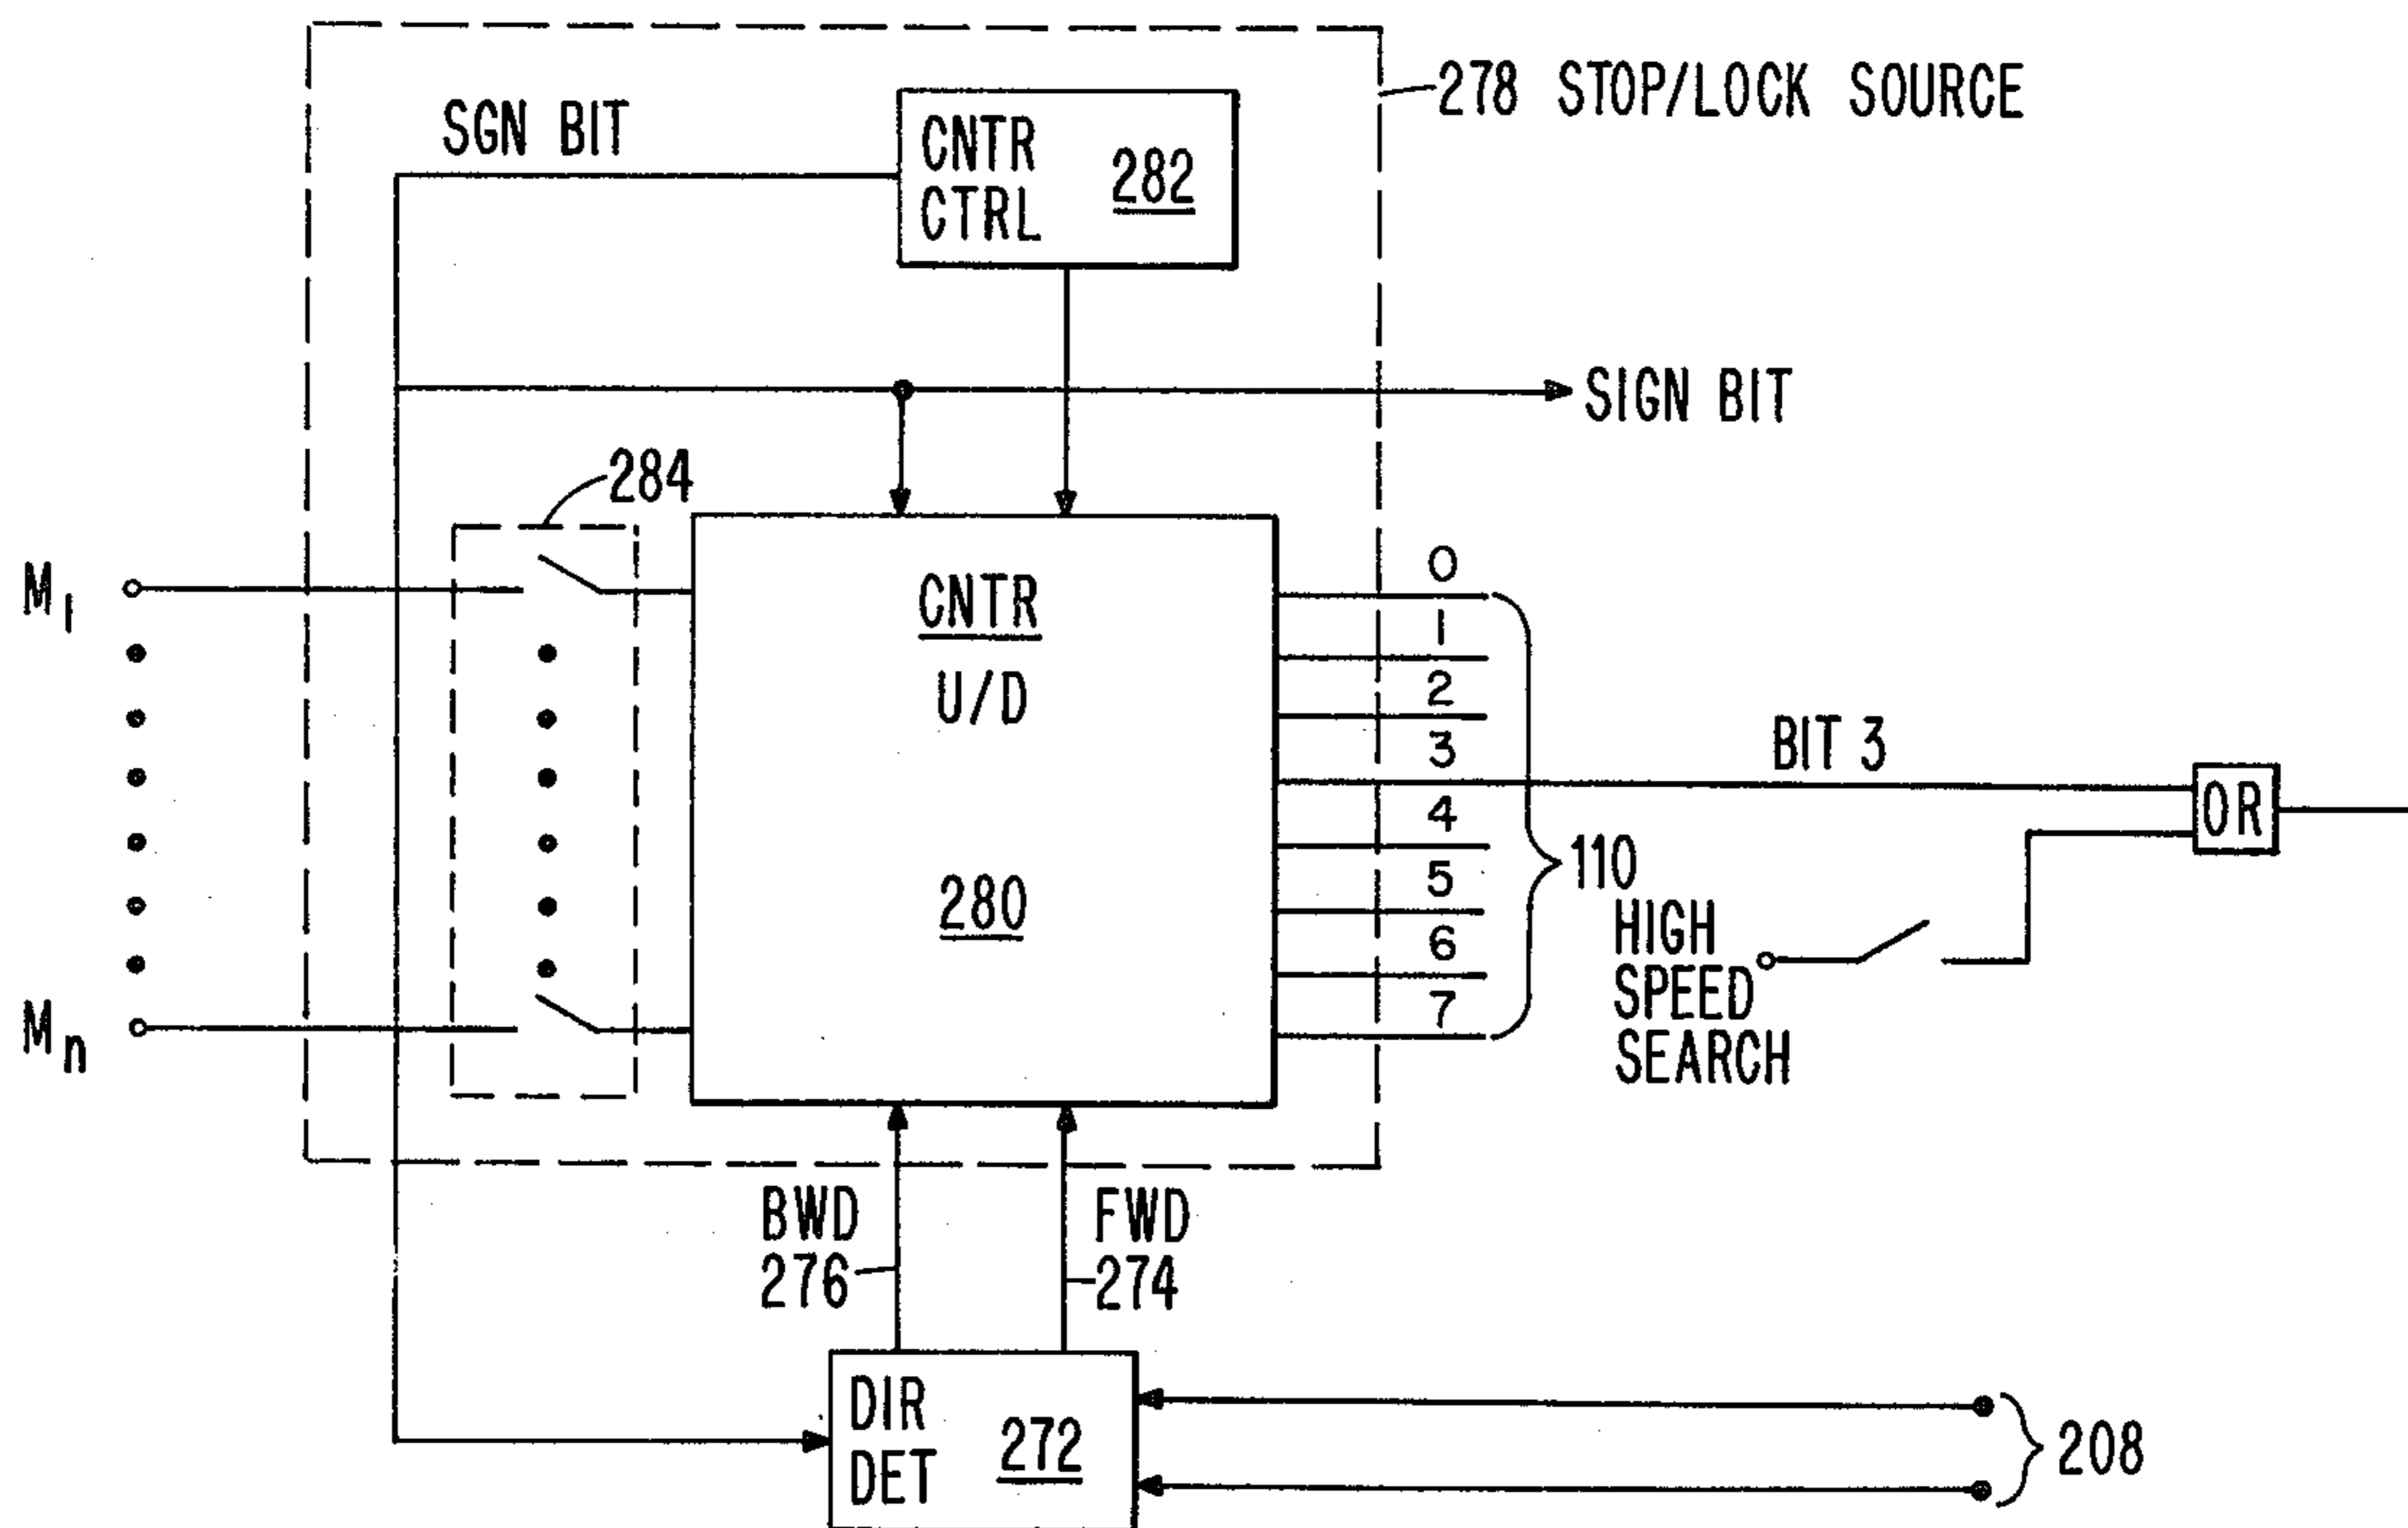 278 STOP/LOCK SOURCE
SGN BIT
CNTR
CTRL
282
SIGN BIT
284
M1
Mn
CNTR
U/D
280
0
1
2
3
4
5
6
7
110
BIT 3
OR
HIGH
SPEED
SEARCH
BWD
276
FWD
274
DIR
DET
272
208